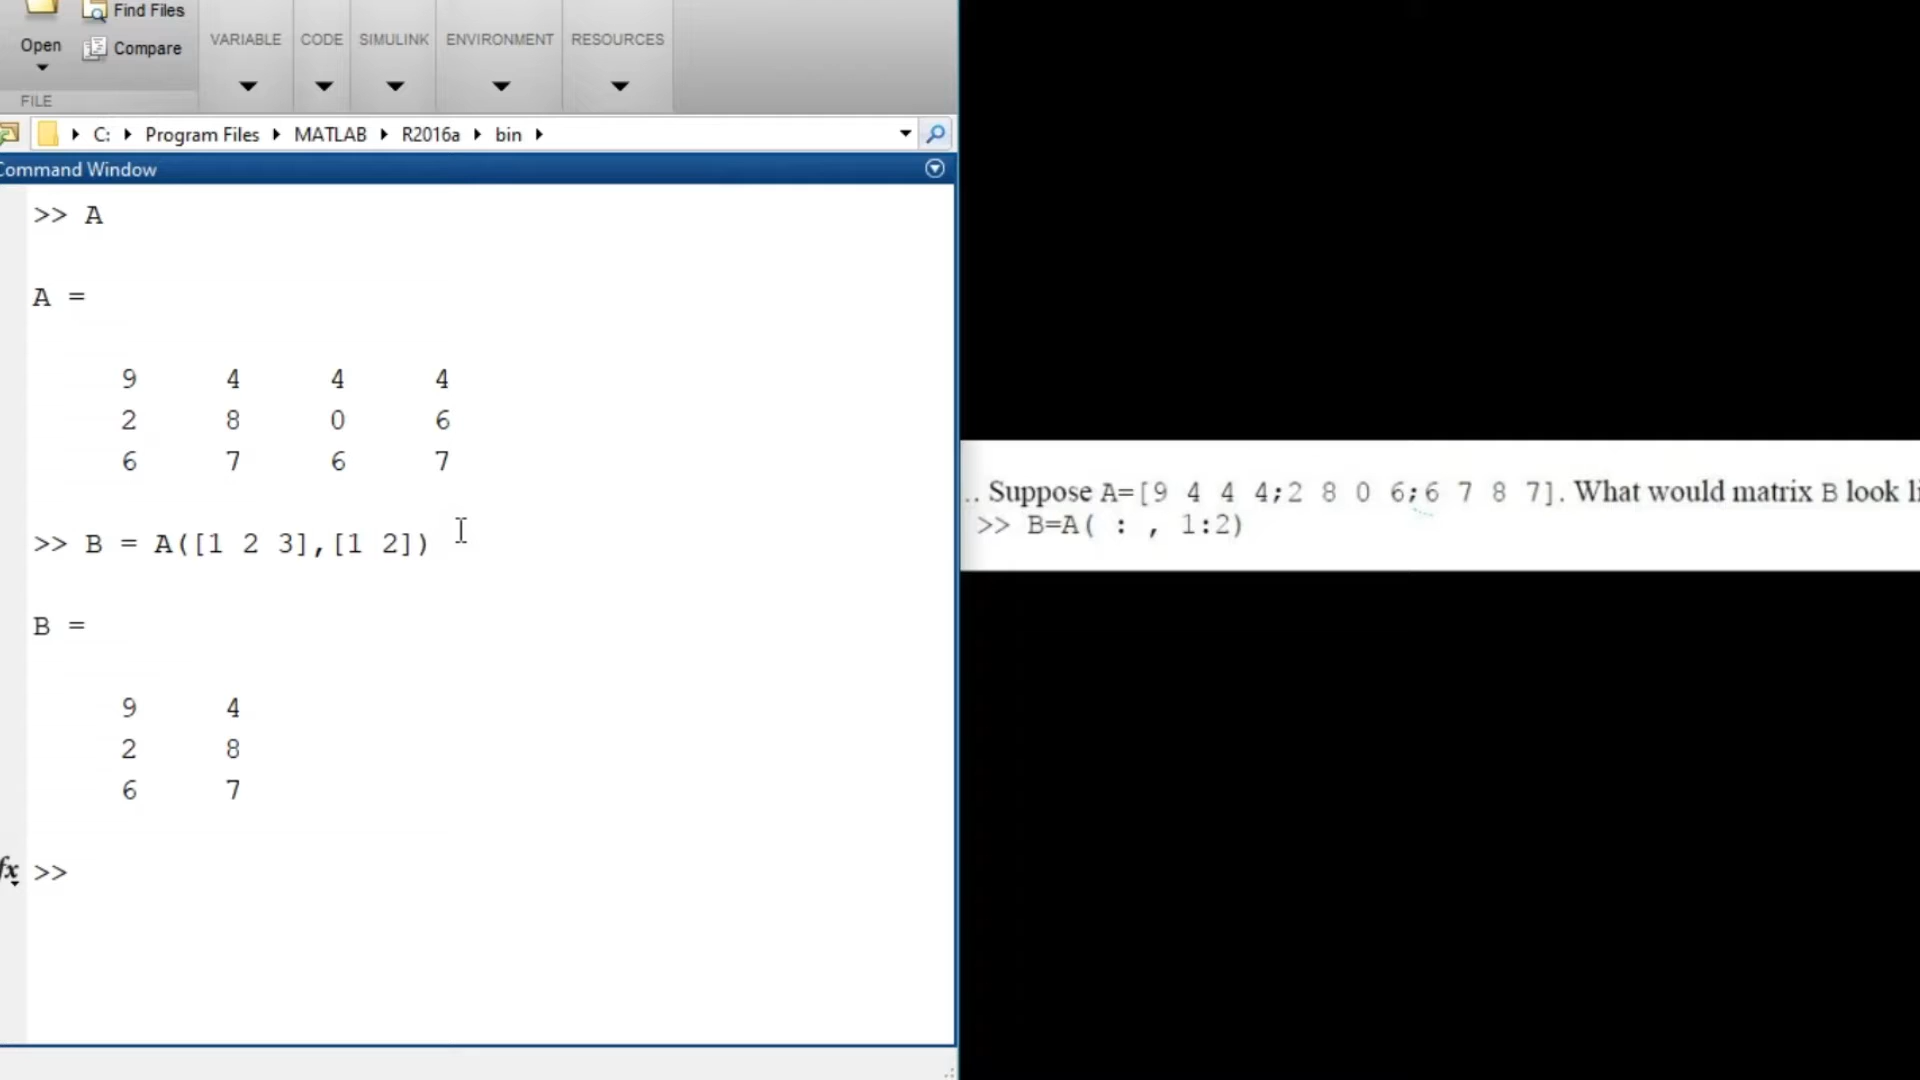 Find Files
Open
Compare
VARIABLE
CODE
SIMULINK
ENVIRONMENT
RESOURCES
FILE
C: Program Files MATLAB R2016a bin
Command Window
>> A
A =
9 4 4 4
2 8 0 6
6 7 6 7
>> B = A([1 2 3],[1 2])
B =
9 4
2 8
6 7
fx >>
.. Suppose A=[9 4 4 4;2 8 0 6;6 7 8 7]. What would matrix B look li
>> B=A( : , 1:2)